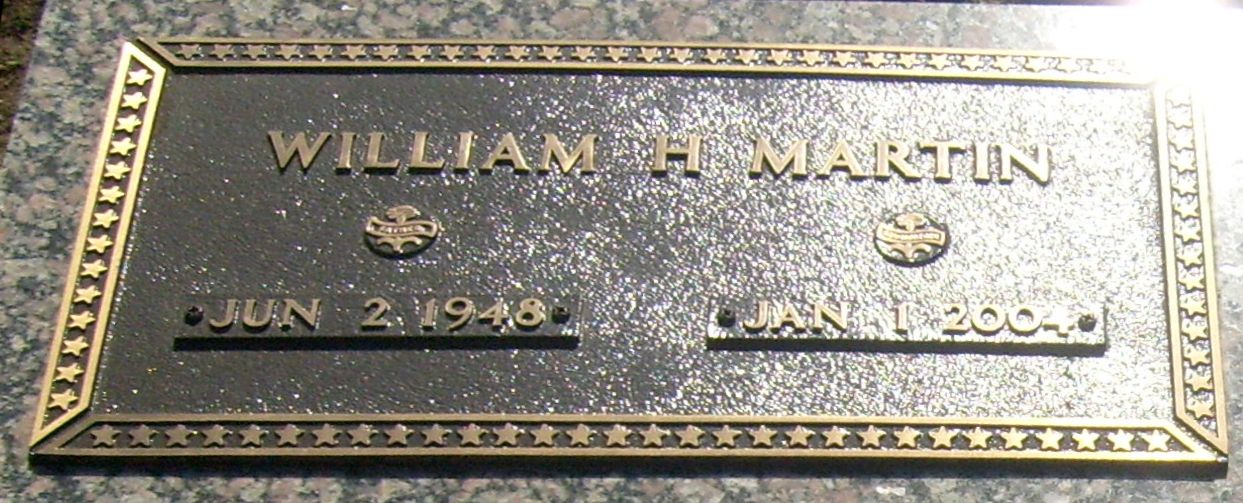 WILLIAM H MARTIN
JUN 2 1948 JAN 1 2004